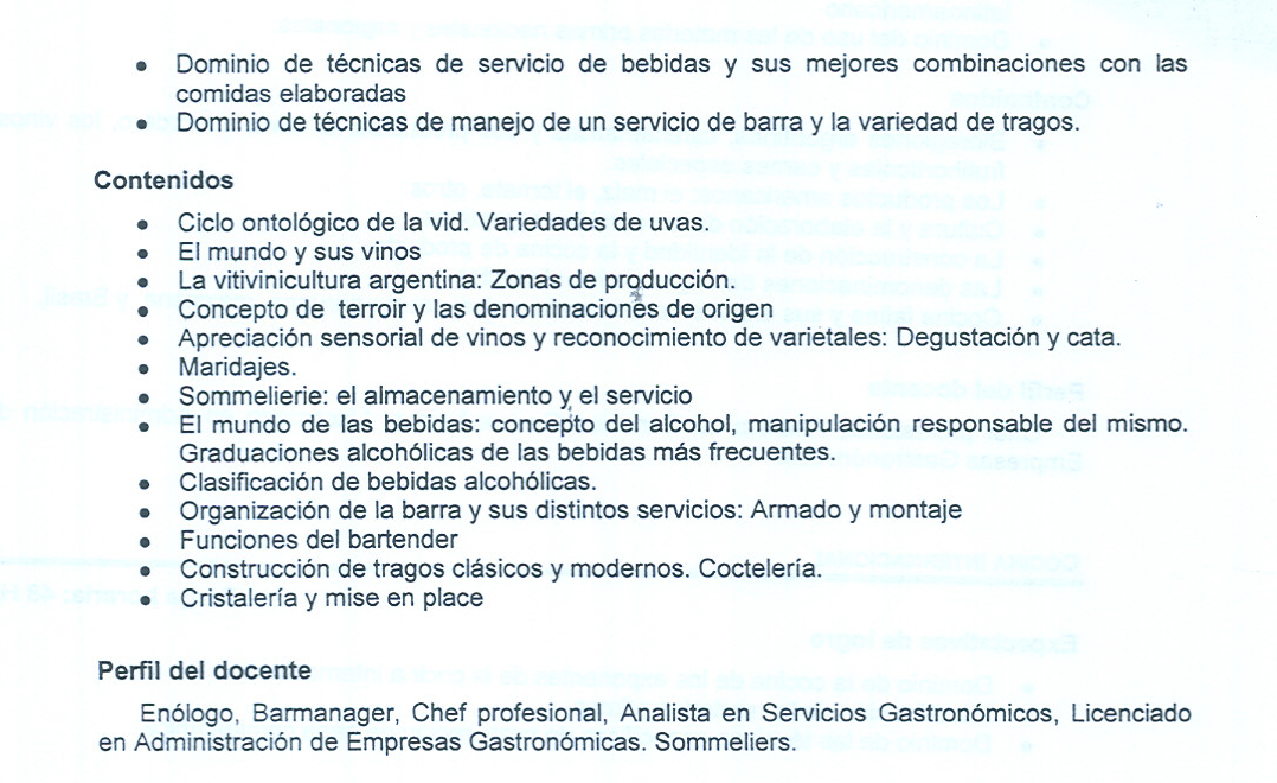 • Dominio de técnicas de servicio de bebidas y sus mejores combinaciones con las
comidas elaboradas
• Dominio de técnicas de manejo de un servicio de barra y la variedad de tragos.
Contenidos
• Ciclo ontológico de la vid. Variedades de uvas.
• El mundo y sus vinos
• La vitivinicultura argentina: Zonas de producción.
• Concepto de terroir y las denominaciones de origen
• Apreciación sensorial de vinos y reconocimiento de varietales: Degustación y cata.
• Maridajes.
• Sommelierie: el almacenamiento y el servicio
• El mundo de las bebidas: concepto del alcohol, manipulación responsable del mismo.
Graduaciones alcohólicas de las bebidas más frecuentes.
• Clasificación de bebidas alcohólicas.
• Organización de la barra y sus distintos servicios: Armado y montaje
• Funciones del bartender
• Construcción de tragos clásicos y modernos. Coctelería.
• Cristalería y mise en place
Perfil del docente
Enólogo, Barmanager, Chef profesional, Analista en Servicios Gastronómicos, Licenciado
en Administración de Empresas Gastronómicas. Sommeliers.